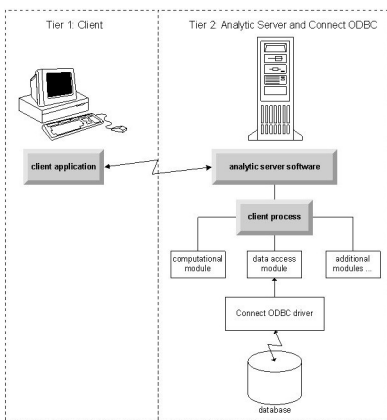 Tier 1: Client
Tier 2: Analytic Server and Connect ODBC
client application
analytic server software
client process
computational
module
data access
module
additional
modules ...
Connect ODBC driver
database